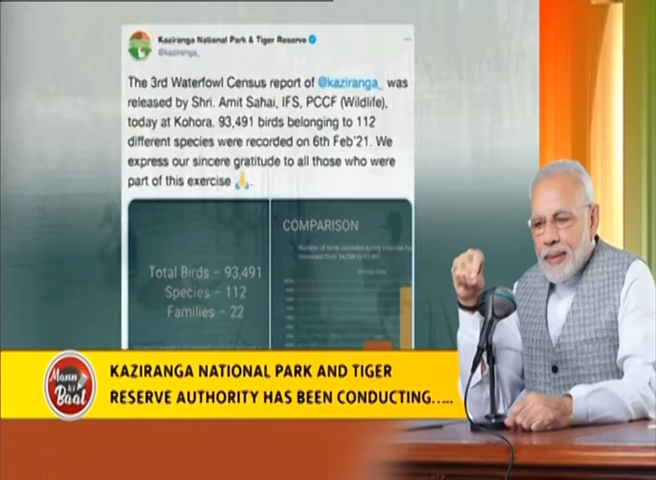 Kaziranga National Park & Tiger Reserve
@kaziranga_
The 3rd Waterfowl Census report of @kaziranga_ was
released by Shri. Amit Sahai, IFS, PCCF (Wildlife),
today at Kohora. 93,491 birds belonging to 112
different species were recorded on 6th Feb'21. We
express our sincere gratitude to all those who were
part of this exercise 🙏.
Total Birds - 93,491
Species - 112
Families - 22
COMPARISON
Mann
Ki
Baat
KAZIRANGA NATIONAL PARK AND TIGER
RESERVE AUTHORITY HAS BEEN CONDUCTING.....